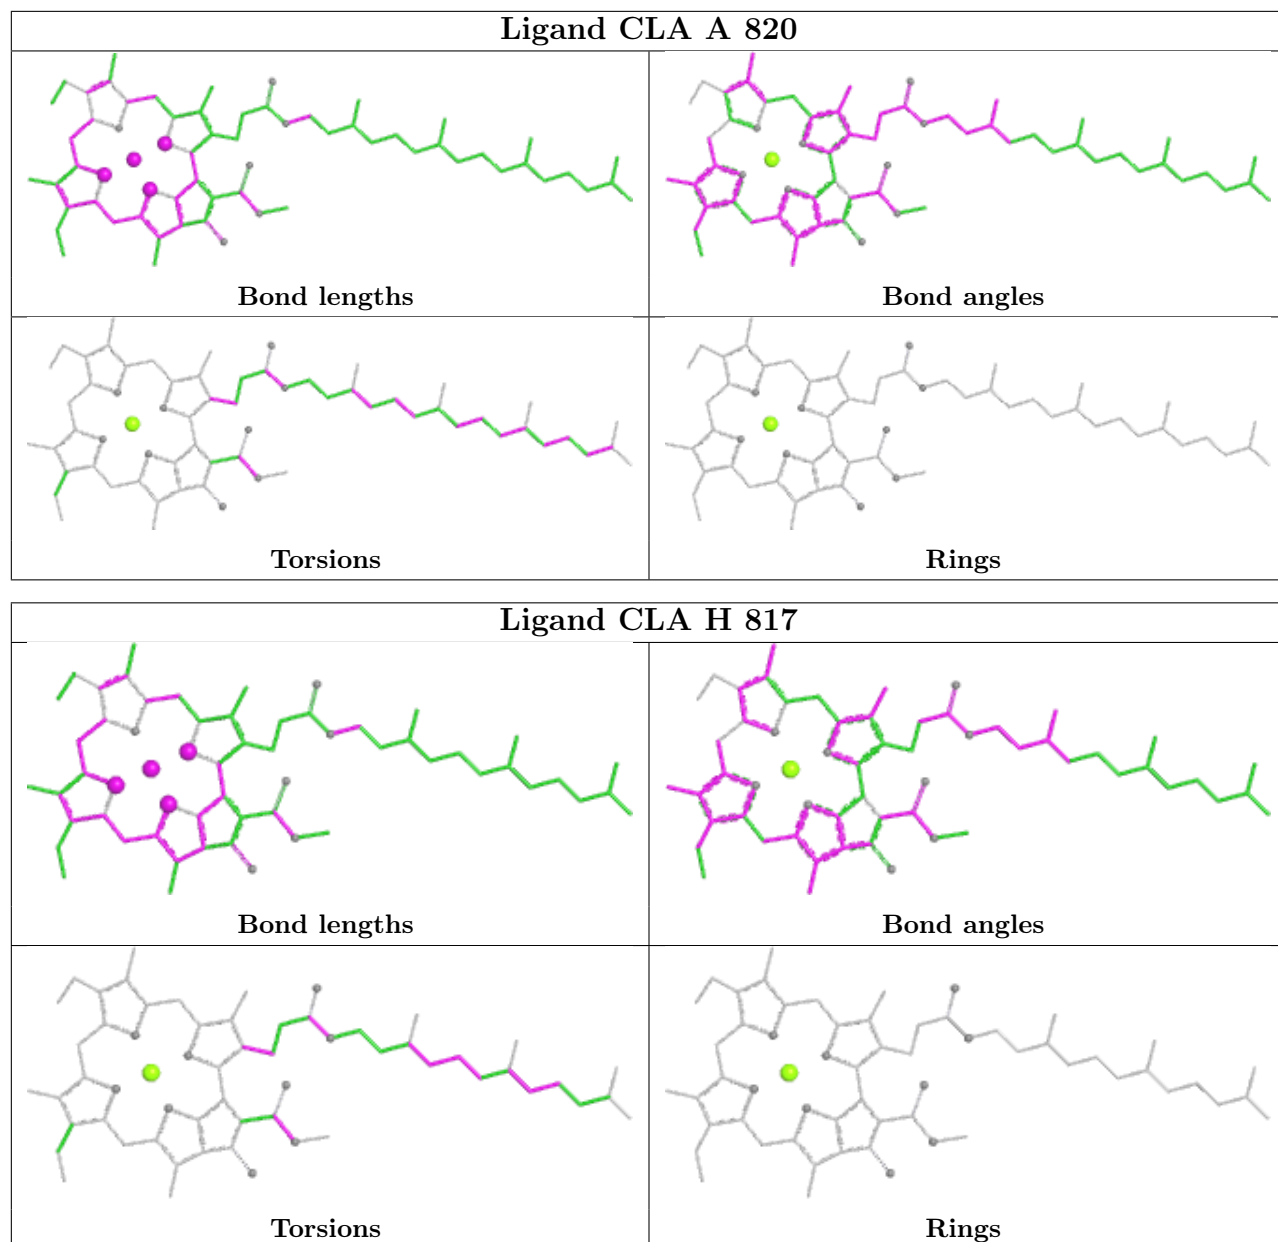 Ligand CLA A 820
Bond lengths
Bond angles
Torsions
Rings
Ligand CLA H 817
Bond lengths
Bond angles
Torsions
Rings